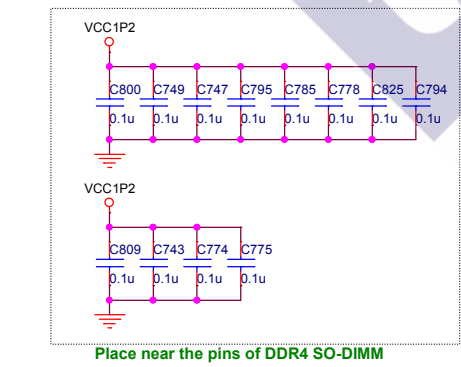 VCC1P2
C800 C749 C747 C795 C785 C778 C825 C794
0.1u 0.1u 0.1u 0.1u 0.1u 0.1u 0.1u 0.1u
VCC1P2
C809 C743 C774 C775
0.1u 0.1u 0.1u 0.1u
Place near the pins of DDR4 SO-DIMM